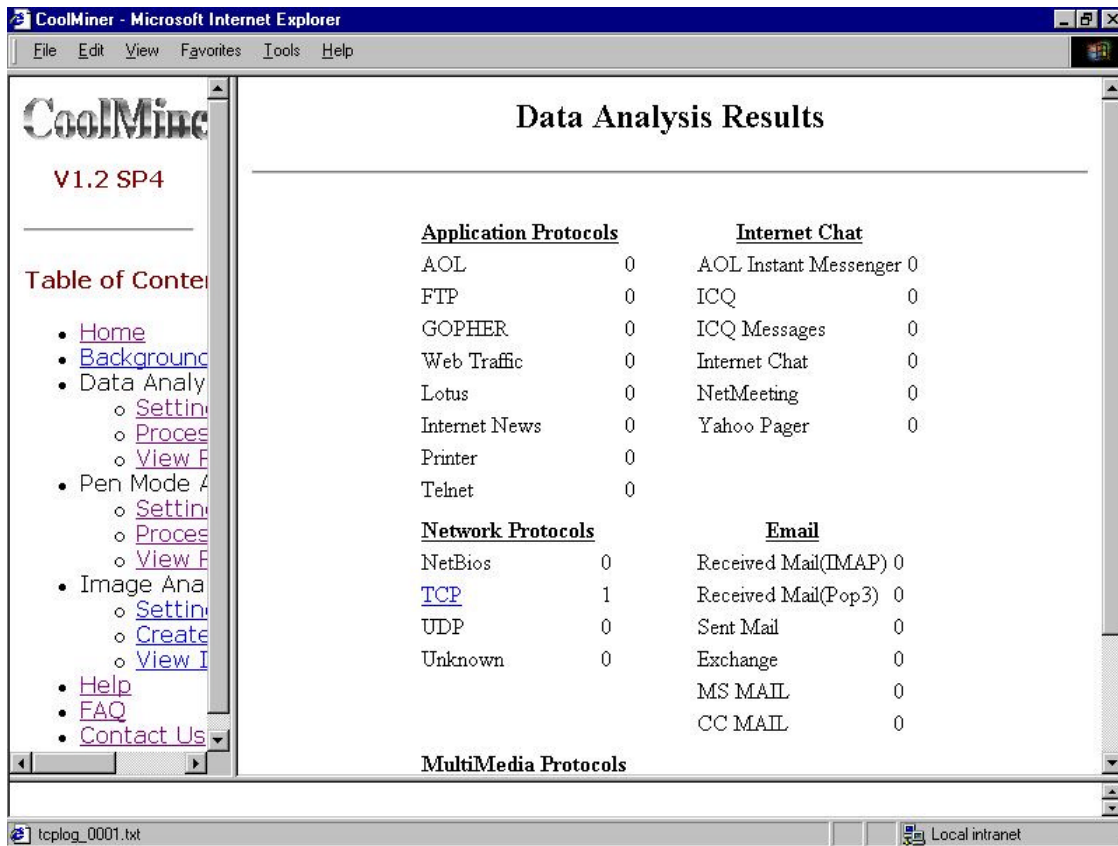 CoolMiner - Microsoft Internet Explorer
File Edit View Favorites Tools Help
CoolMine
V1.2 SP4
Table of Conte
Home
Background
Data Analy
Setting
Proces
View
Pen Mode
Setting
Proces
View
Image Ana
Setting
Create
View
Help
FAQ
Contact Us
Data Analysis Results
Application Protocols
AOL 0
FTP 0
GOPHER 0
Web Traffic 0
Lotus 0
Internet News 0
Printer 0
Telnet 0
Internet Chat
AOL Instant Messenger 0
ICQ 0
ICQ Messages 0
Internet Chat 0
NetMeeting 0
Yahoo Pager 0
Network Protocols
NetBios 0
TCP 1
UDP 0
Unknown 0
Email
Received Mail(IMAP) 0
Received Mail(Pop3) 0
Sent Mail 0
Exchange 0
MS MAIL 0
CC MAIL 0
MultiMedia Protocols
tcplog_0001.txt
Local intranet